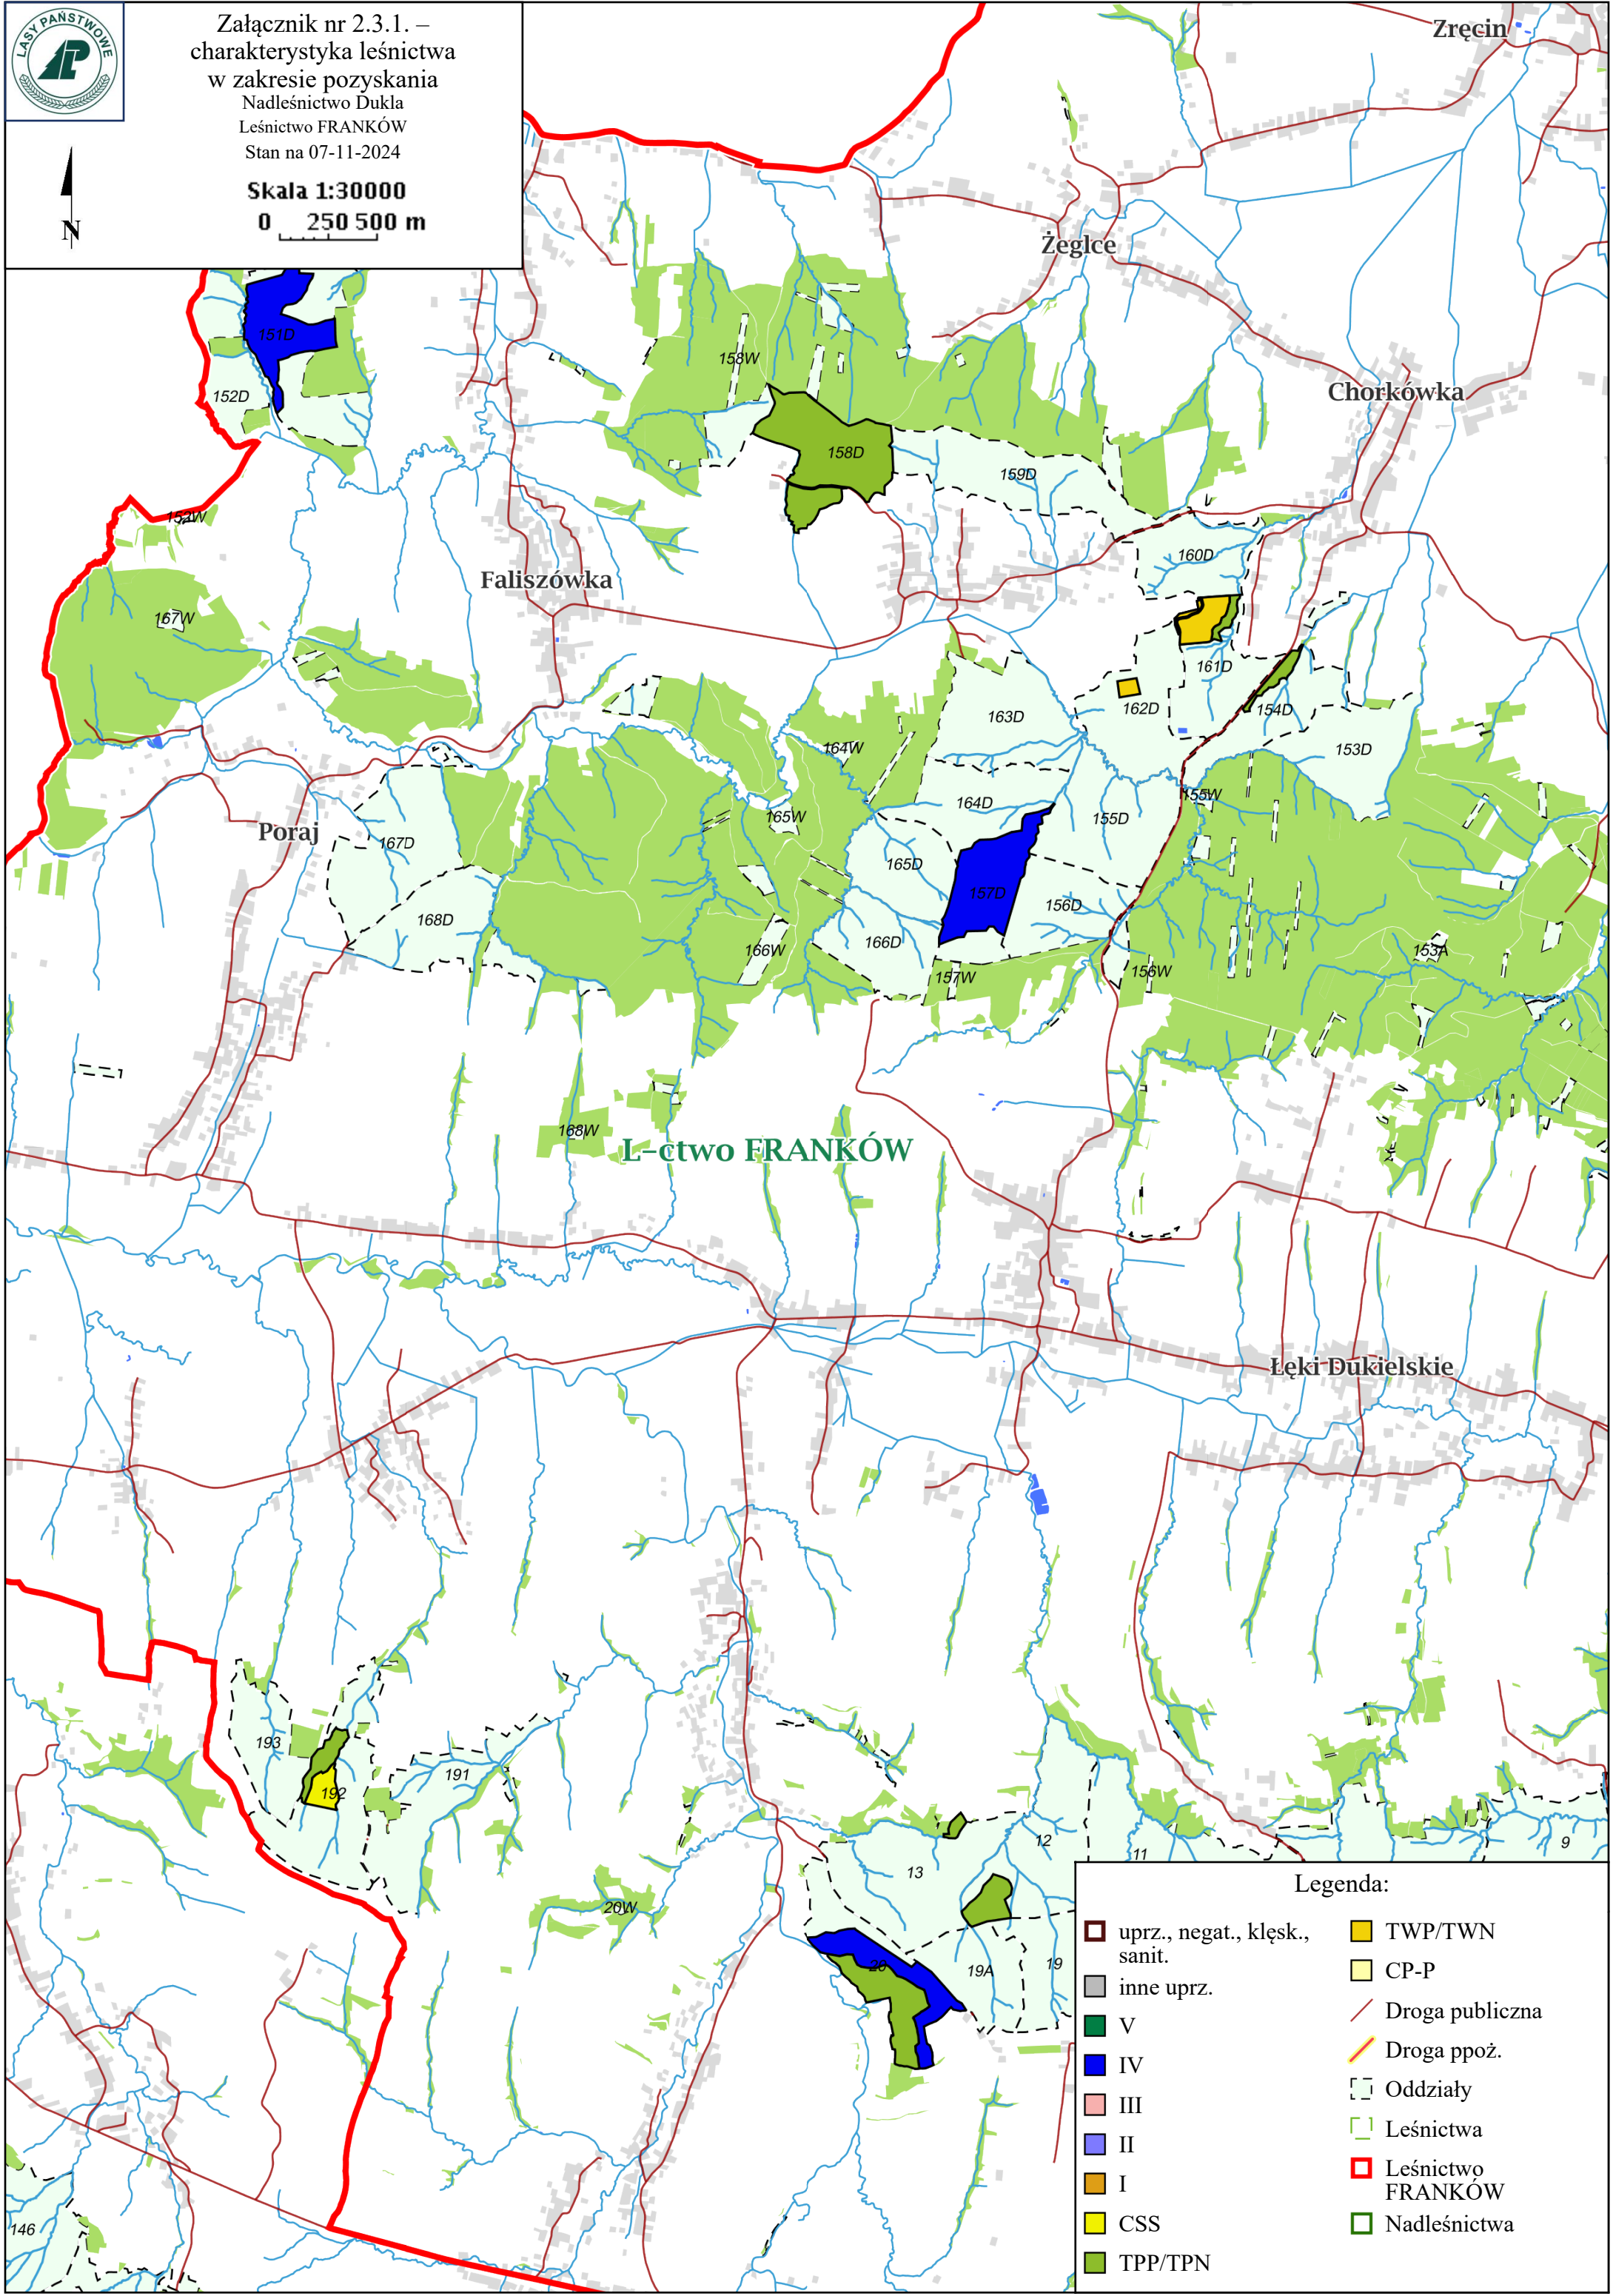 LASY PAŃSTWOWE
Załącznik nr 2.3.1. –
charakterystyka leśnictwa
w zakresie pozyskania
Nadleśnictwo Dukla
Leśnictwo FRANKÓW
Stan na 07-11-2024
Skala 1:30000
0 250 500 m
N
Zręcin
Żeglce
151D
158W
152D
Chorkówka
158D
159D
152W
160D
Faliszówka
167W
161D
162D
154D
163D
164W
153D
155W
164D
165W
155D
Poraj
167D
165D
157D
156D
168D
166D
166W
153A
157W
156W
168W
L-ctwo FRANKÓW
Łęki Dukielskie
193
191
192
12
9
11
13
20W
20
19A
19
146
Legenda:
uprz., negat., klęsk.,
sanit.
inne uprz.
V
IV
III
II
I
CSS
TPP/TPN
TWP/TWN
CP-P
Droga publiczna
Droga ppoż.
Oddziały
Leśnictwa
Leśnictwo
FRANKÓW
Nadleśnictwa